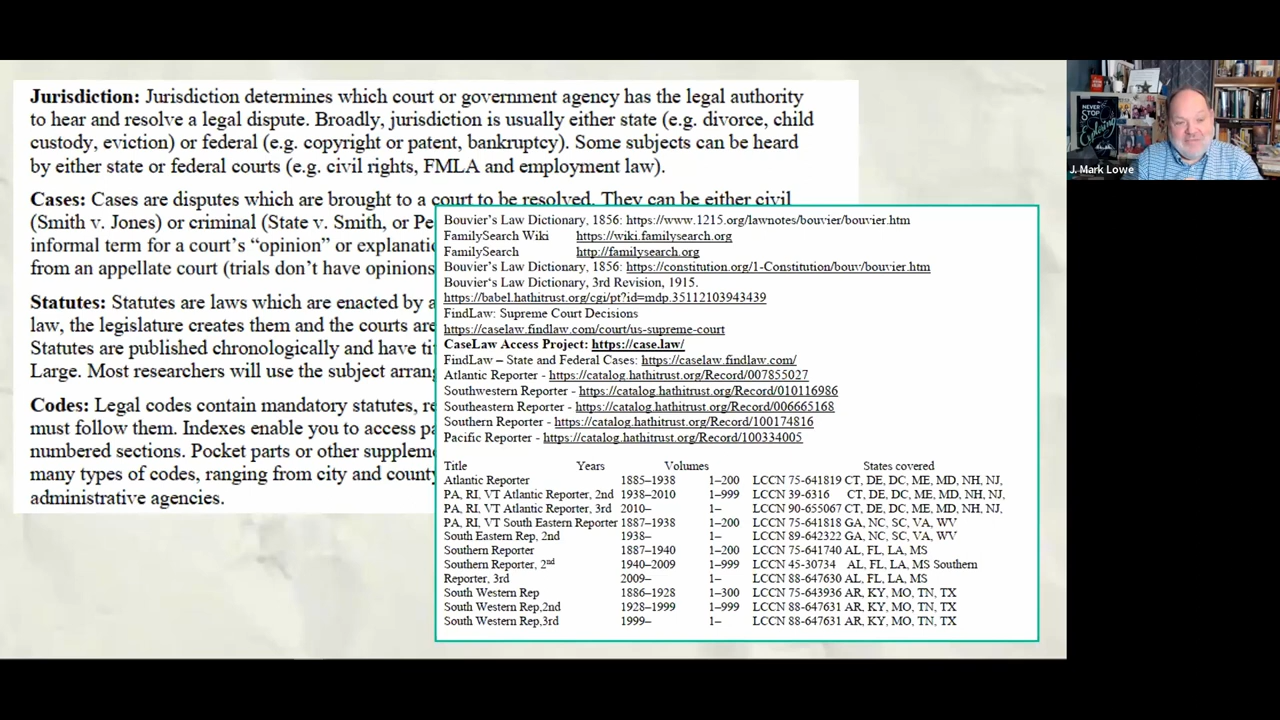 Jurisdiction: Jurisdiction determines which court or government agency has the legal authority
to hear and resolve a legal dispute. Broadly, jurisdiction is usually either state (e.g. divorce, child
custody, eviction) or federal (e.g. copyright or patent, bankruptcy). Some subjects can be heard
by either state or federal courts (e.g. civil rights, FMLA and employment law).
Cases: Cases are disputes which are brought to a court to be resolved. They can be either civil
(Smith v. Jones) or criminal (State v. Smith, or Pe
informal term for a court's “opinion” or explanatio
from an appellate court (trials don't have opinions
Statutes: Statutes are laws which are enacted by a
law, the legislature creates them and the courts are
Statutes are published chronologically and have tit
Large. Most researchers will use the subject arrang
Codes: Legal codes contain mandatory statutes, re
must follow them. Indexes enable you to access pa
numbered sections. Pocket parts or other suppleme
many types of codes, ranging from city and county
administrative agencies.
Bouvier's Law Dictionary, 1856: https://www.1215.org/lawnotes/bouvier/bouvier.htm
FamilySearch Wiki https://wiki.familysearch.org
FamilySearch http://familysearch.org
Bouvier's Law Dictionary, 1856: https://constitution.org/1-Constitution/bouv/bouvier.htm
Bouvier's Law Dictionary, 3rd Revision, 1915.
https://babel.hathitrust.org/cgi/pt?id=mdp.35112103943439
FindLaw: Supreme Court Decisions
https://caselaw.findlaw.com/court/us-supreme-court
CaseLaw Access Project: https://case.law/
FindLaw – State and Federal Cases: https://caselaw.findlaw.com/
Atlantic Reporter - https://catalog.hathitrust.org/Record/007855027
Southwestern Reporter - https://catalog.hathitrust.org/Record/010116986
Southeastern Reporter - https://catalog.hathitrust.org/Record/006665168
Southern Reporter - https://catalog.hathitrust.org/Record/100174816
Pacific Reporter - https://catalog.hathitrust.org/Record/100334005
Title Years Volumes States covered
Atlantic Reporter 1885–1938 1–200 LCCN 75-641819 CT, DE, DC, ME, MD, NH, NJ,
PA, RI, VT Atlantic Reporter, 2nd 1938–2010 1–999 LCCN 39-6316 CT, DE, DC, ME, MD, NH, NJ,
PA, RI, VT Atlantic Reporter, 3rd 2010– 1– LCCN 90-655067 CT, DE, DC, ME, MD, NH, NJ,
PA, RI, VT South Eastern Reporter 1887–1938 1–200 LCCN 75-641818 GA, NC, SC, VA, WV
South Eastern Rep, 2nd 1938– 1– LCCN 89-642322 GA, NC, SC, VA, WV
Southern Reporter 1887–1940 1–200 LCCN 75-641740 AL, FL, LA, MS
Southern Reporter, 2nd 1940–2009 1–999 LCCN 45-30734 AL, FL, LA, MS Southern
Reporter, 3rd 2009– 1– LCCN 88-647630 AL, FL, LA, MS
South Western Rep 1886–1928 1–300 LCCN 75-643936 AR, KY, MO, TN, TX
South Western Rep,2nd 1928–1999 1–999 LCCN 88-647631 AR, KY, MO, TN, TX
South Western Rep,3rd 1999– 1– LCCN 88-647631 AR, KY, MO, TN, TX
NEVER
STOP
Exploring
J. Mark Lowe